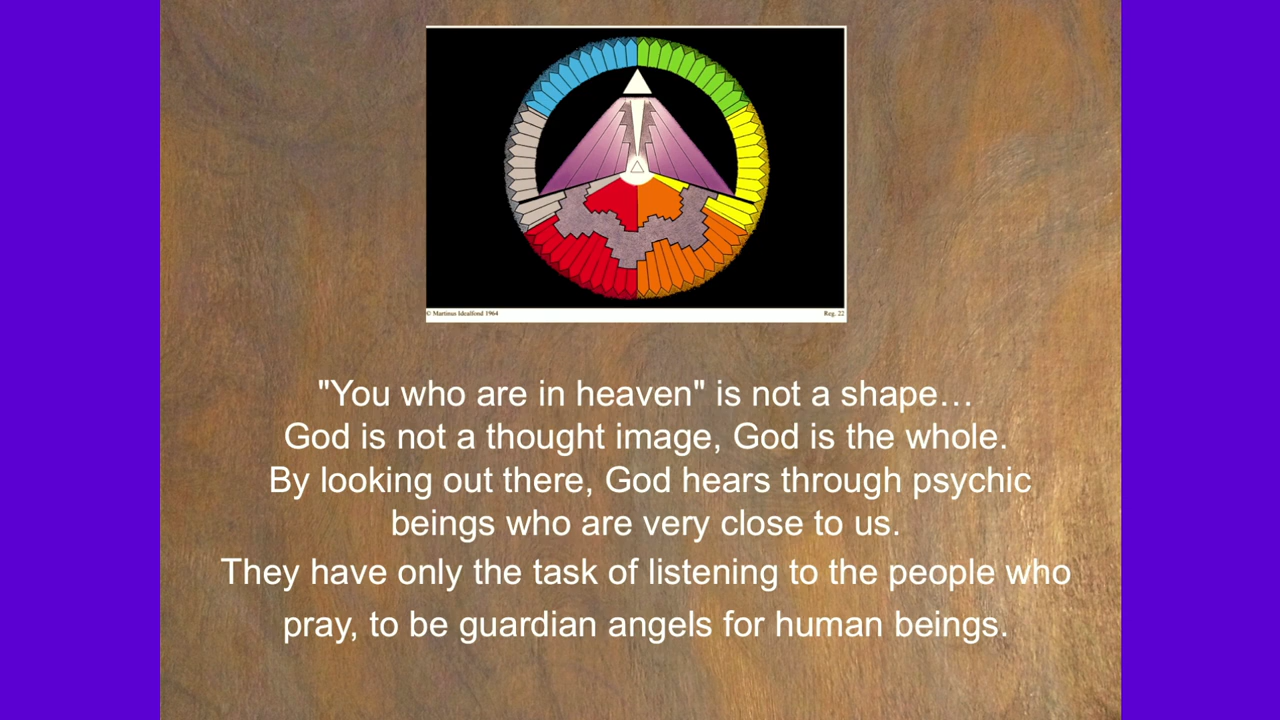 © Martinus Idealfond 1964
Reg. 22
"You who are in heaven" is not a shape…
God is not a thought image, God is the whole.
By looking out there, God hears through psychic
beings who are very close to us.
They have only the task of listening to the people who
pray, to be guardian angels for human beings.